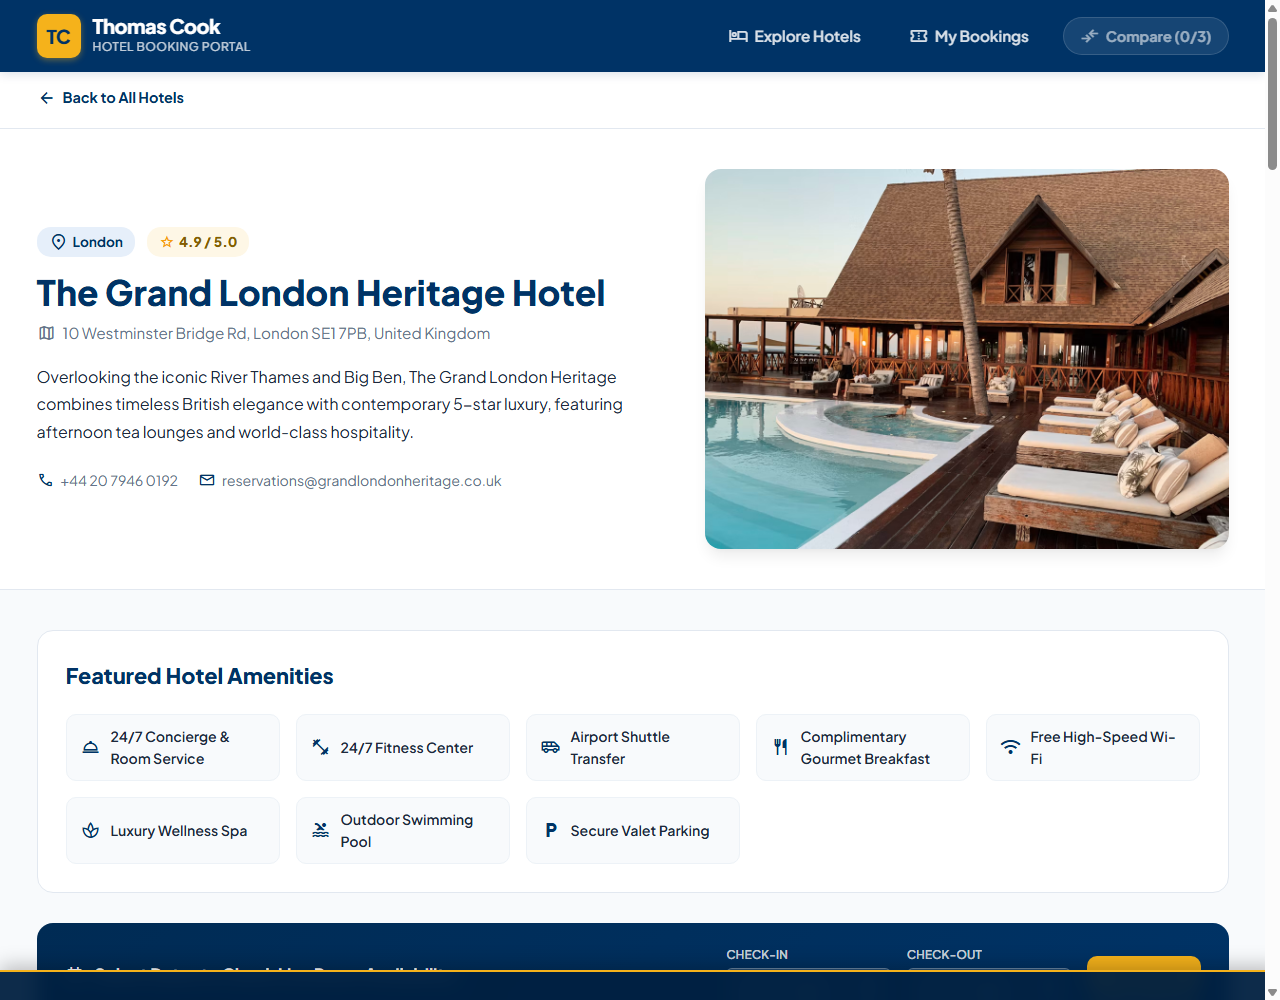 TC
Thomas Cook
HOTEL BOOKING PORTAL
Explore Hotels
My Bookings
Compare (0/3)
Back to All Hotels
London
4.9 / 5.0
The Grand London Heritage Hotel
10 Westminster Bridge Rd, London SE1 7PB, United Kingdom
Overlooking the iconic River Thames and Big Ben, The Grand London Heritage
combines timeless British elegance with contemporary 5-star luxury, featuring
afternoon tea lounges and world-class hospitality.
+44 20 7946 0192
reservations@grandlondonheritage.co.uk
Featured Hotel Amenities
24/7 Concierge &
Room Service
24/7 Fitness Center
Airport Shuttle
Transfer
Complimentary
Gourmet Breakfast
Free High-Speed Wi-
Fi
Luxury Wellness Spa
Outdoor Swimming
Pool
P
Secure Valet Parking
CHECK-IN
CHECK-OUT